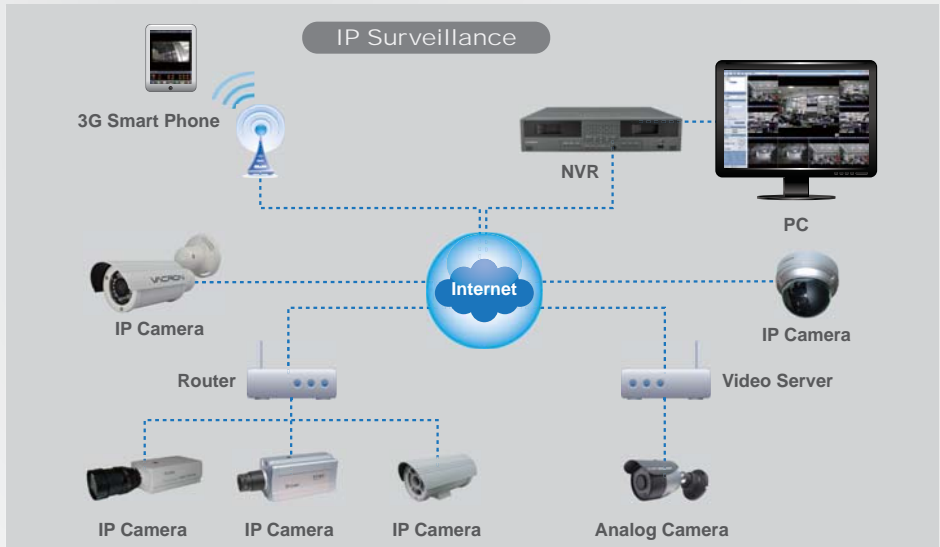 IP Surveillance
3G Smart Phone
NVR
PC
VACRON
Internet
IP Camera
IP Camera
Router
Video Server
IP Camera
IP Camera
IP Camera
Analog Camera